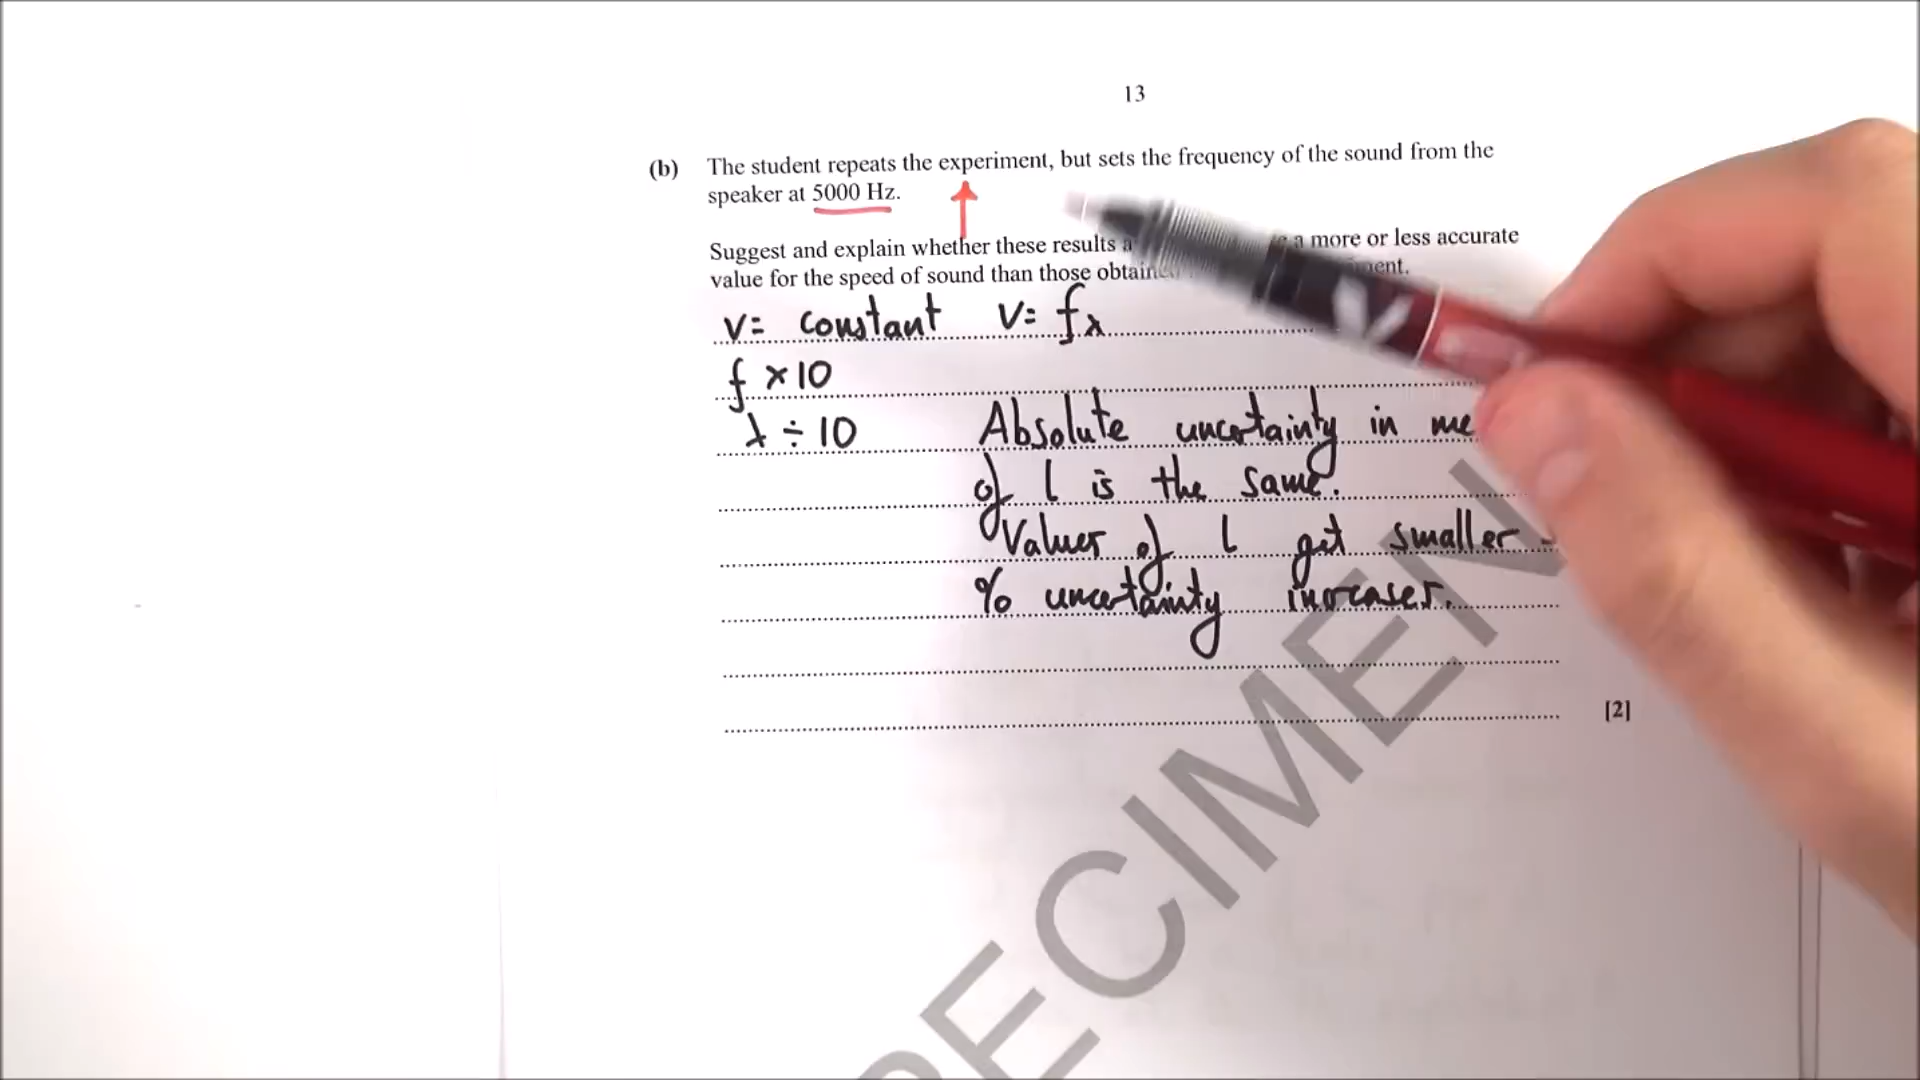 13
(b) The student repeats the experiment, but sets the frequency of the sound from the
speaker at 5000 Hz.
Suggest and explain whether these results a more or less accurate
value for the speed of sound than those
v = constant v = fλ
f × 10
λ ÷ 10 Absolute uncertainty in
of l is the same.
Values of l get smaller -
% uncertainty increases.
[2]
SPECIMEN